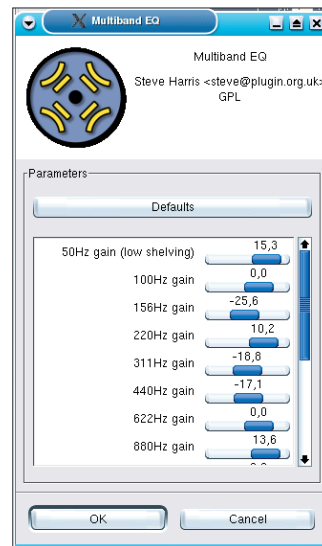 Multiband EQ
Multiband EQ
Steve Harris <steve@plugin.org.uk>
GPL
Parameters
Defaults
50Hz gain (low shelving) 15,3
100Hz gain 0,0
156Hz gain -25,6
220Hz gain 10,2
311Hz gain -18,8
440Hz gain -17,1
622Hz gain 0,0
880Hz gain 13,6
OK Cancel